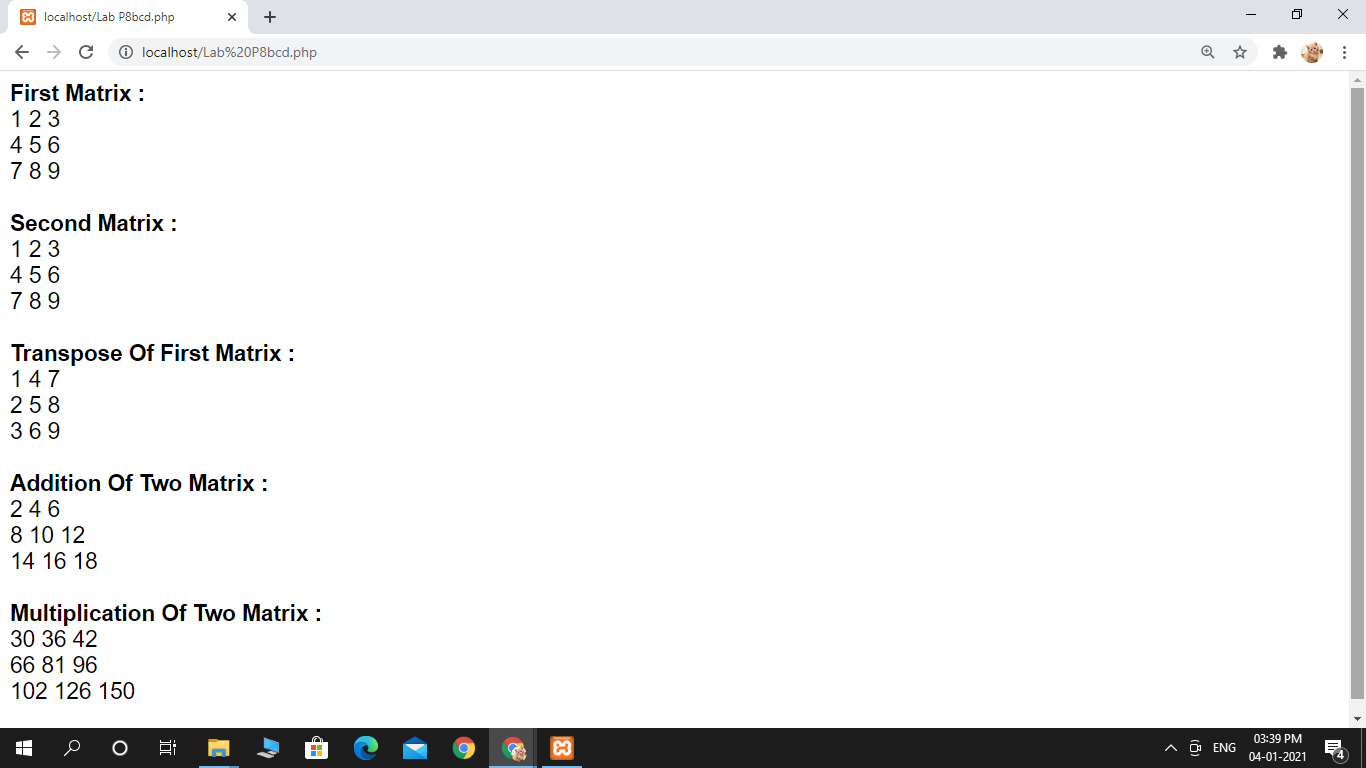 localhost/Lab P8bcd.php
localhost/Lab%20P8bcd.php
First Matrix :
1 2 3
4 5 6
7 8 9
Second Matrix :
1 2 3
4 5 6
7 8 9
Transpose Of First Matrix :
1 4 7
2 5 8
3 6 9
Addition Of Two Matrix :
2 4 6
8 10 12
14 16 18
Multiplication Of Two Matrix :
30 36 42
66 81 96
102 126 150
ENG
03:39 PM
04-01-2021
4